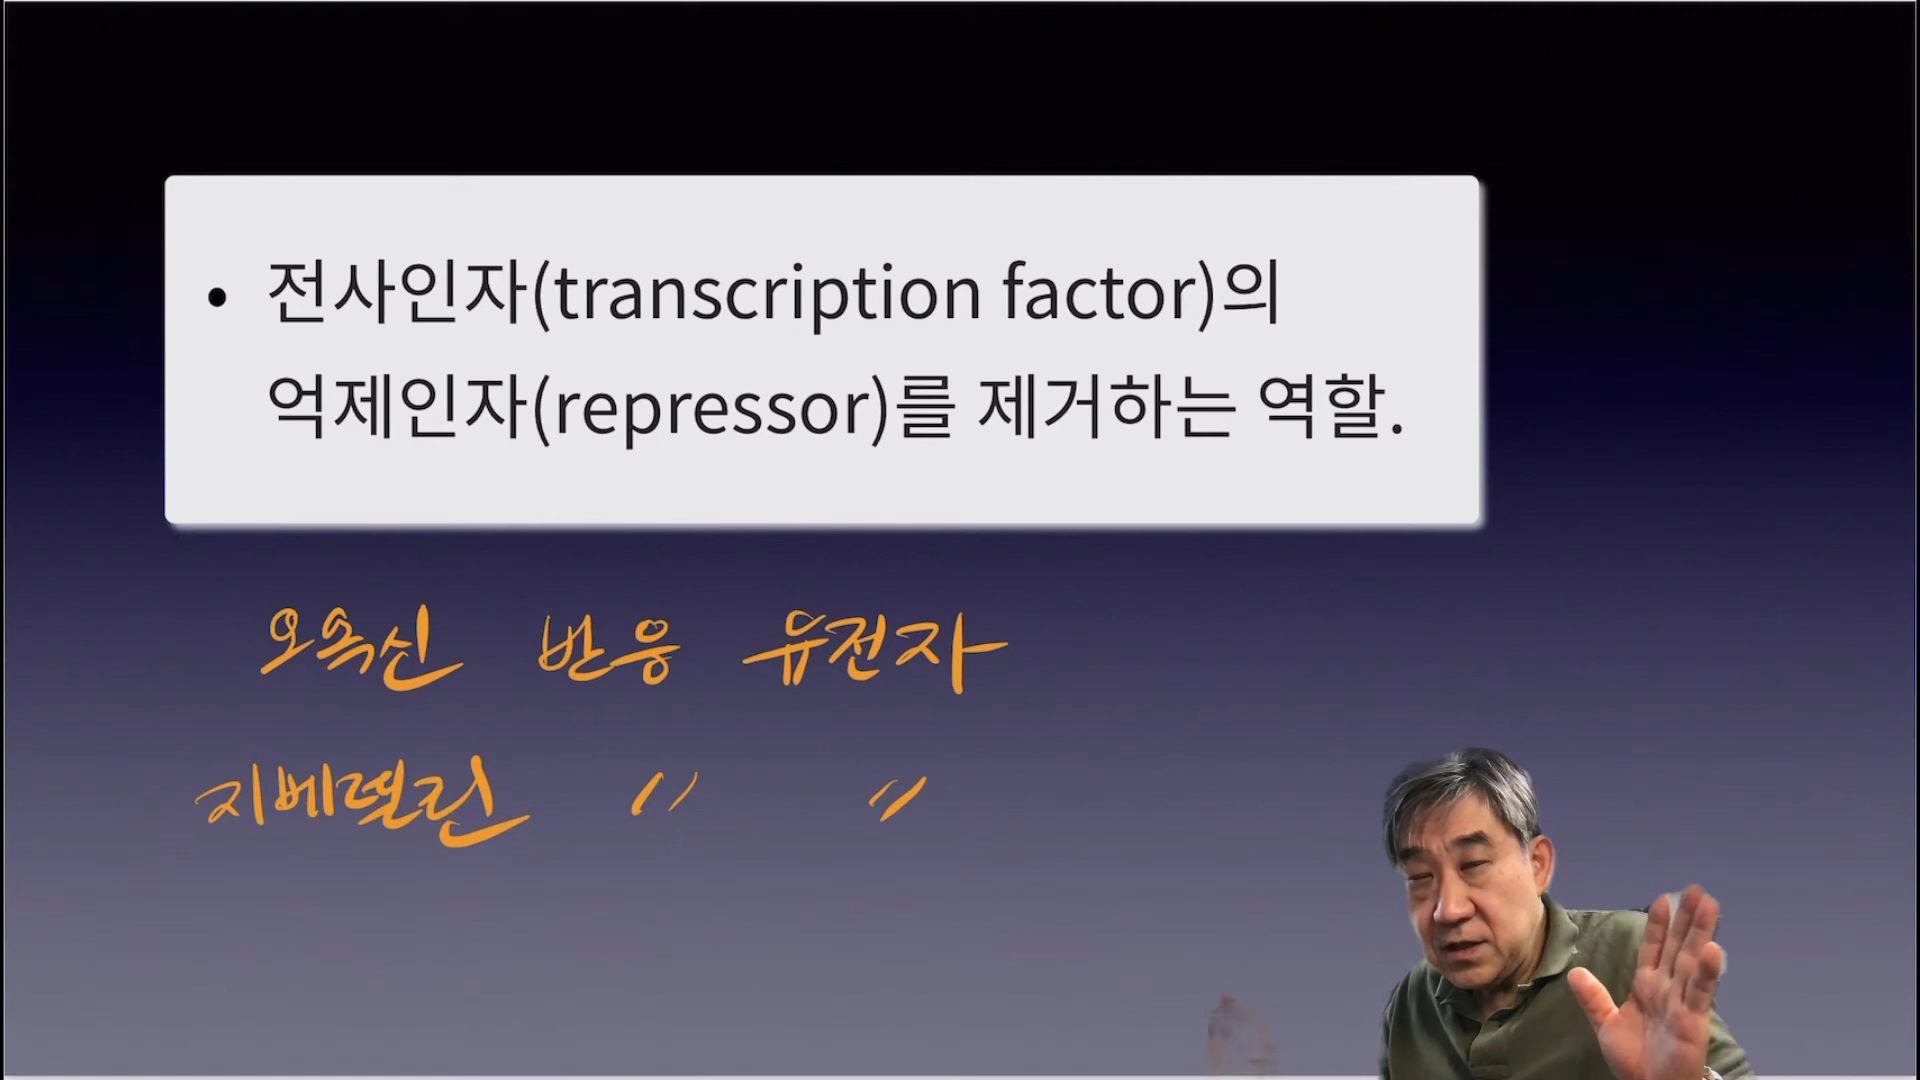 • 전사인자(transcription factor)의
억제인자(repressor)를 제거하는 역할.
오옥신 반응 유전자
지베렐린 〃 〃